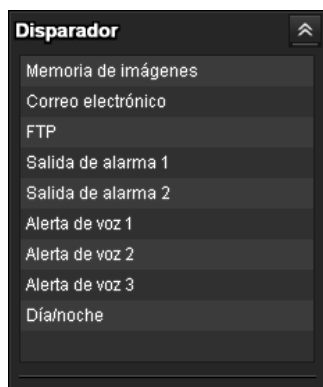 Disparador
Memoria de imágenes
Correo electrónico
FTP
Salida de alarma 1
Salida de alarma 2
Alerta de voz 1
Alerta de voz 2
Alerta de voz 3
Día/noche